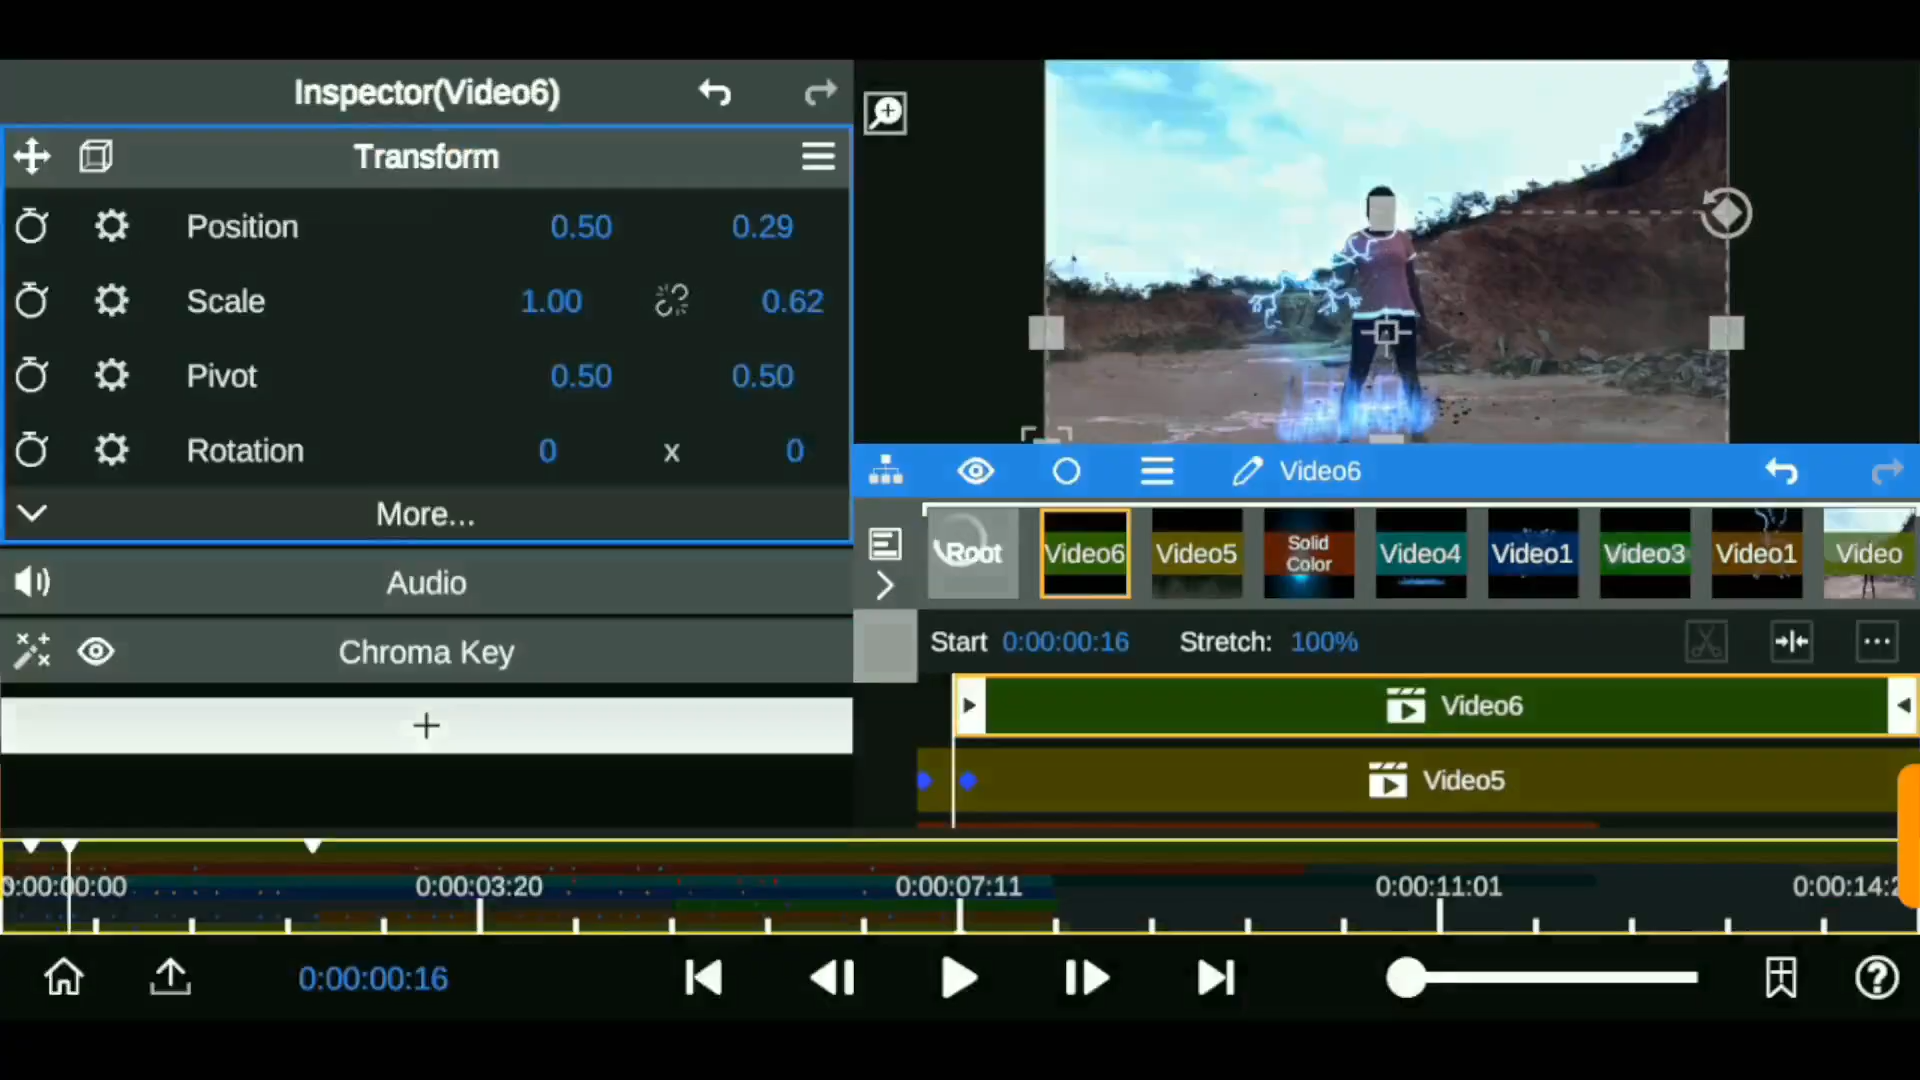 Inspector(Video6)
Transform
Position 0.50 0.29
Scale 1.00 0.62
Pivot 0.50 0.50
Rotation 0 x 0
More...
Audio
Chroma Key
+
Video6
Root Video6 Video5 Solid Color Video4 Video1 Video3 Video1 Video
Start 0:00:00:16 Stretch: 100%
Video6
Video5
0:00:00:00 0:00:03:20 0:00:07:11 0:00:11:01 0:00:14:2
0:00:00:16